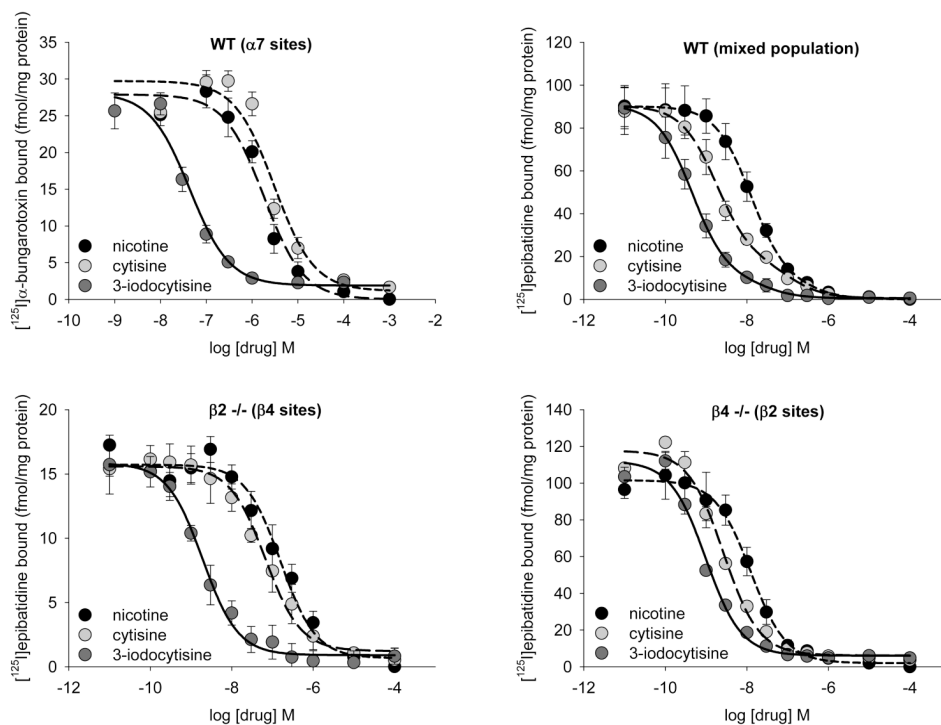 WT (α7 sites)
[¹²⁵I]α-bungarotoxin bound (fmol/mg protein)
35
30
25
20
15
10
5
0
nicotine
cytisine
3-iodocytisine
-10 -9 -8 -7 -6 -5 -4 -3 -2
log [drug] M
WT (mixed population)
[¹²⁵I]epibatidine bound (fmol/mg protein)
120
100
80
60
40
20
0
nicotine
cytisine
3-iodocytisine
-12 -10 -8 -6 -4
log [drug] M
β2 -/- (β4 sites)
[¹²⁵I]epibatidine bound (fmol/mg protein)
20
15
10
5
0
nicotine
cytisine
3-iodocytisine
-12 -10 -8 -6 -4
log [drug] M
β4 -/- (β2 sites)
[¹²⁵I]epibatidine bound (fmol/mg protein)
140
120
100
80
60
40
20
0
nicotine
cytisine
3-iodocytisine
-12 -10 -8 -6 -4
log [drug] M